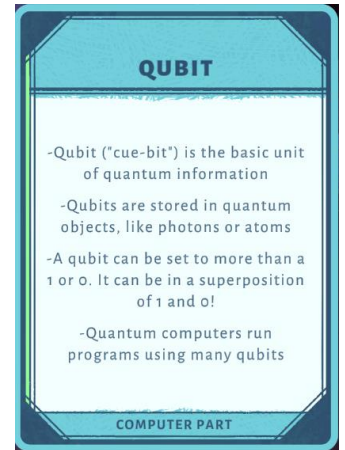 QUBIT
-Qubit ("cue-bit") is the basic unit
of quantum information
-Qubits are stored in quantum
objects, like photons or atoms
-A qubit can be set to more than a
1 or 0. It can be in a superposition
of 1 and 0!
-Quantum computers run
programs using many qubits
COMPUTER PART